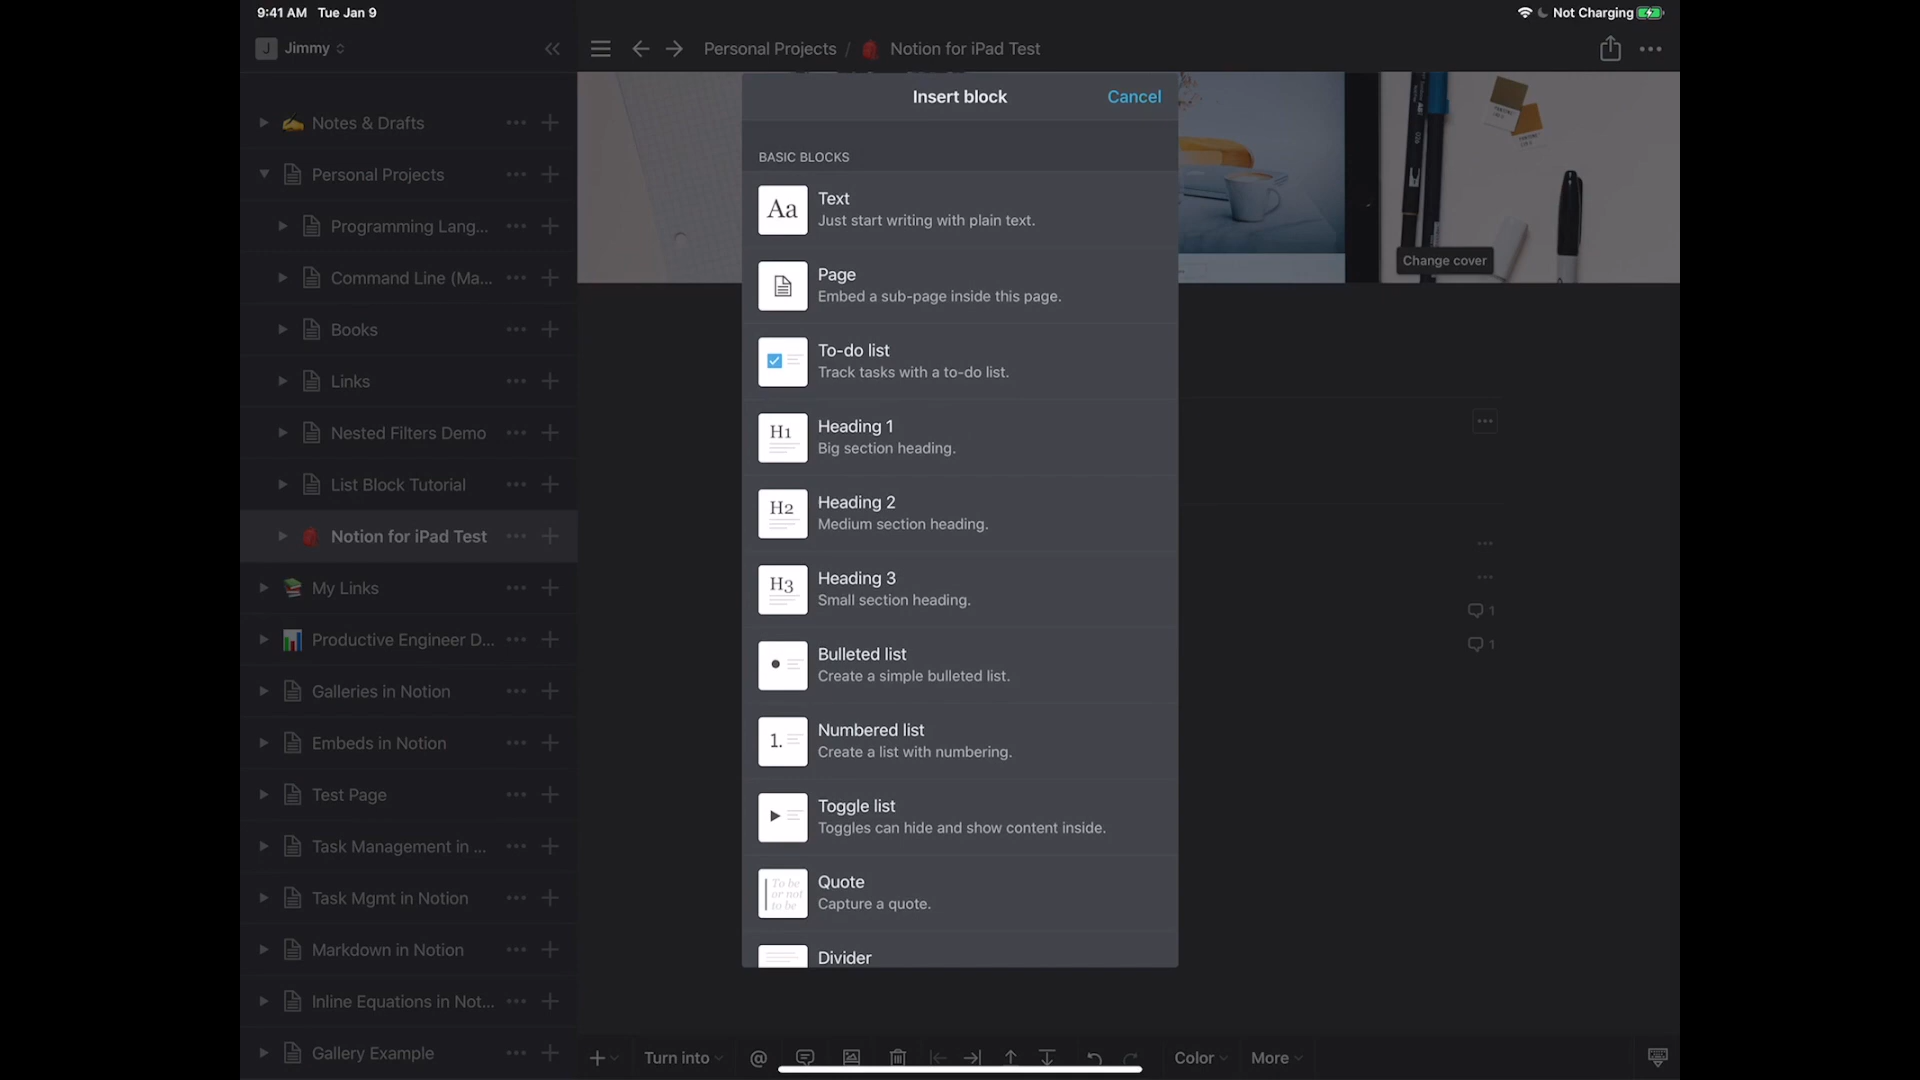 9:41 AM Tue Jan 9
Not Charging
J Jimmy
Personal Projects / Notion for iPad Test
Notes & Drafts
Personal Projects
Programming Lang...
Command Line (Ma...
Books
Links
Nested Filters Demo
List Block Tutorial
Notion for iPad Test
My Links
Productive Engineer D...
Galleries in Notion
Embeds in Notion
Test Page
Task Management in ...
Task Mgmt in Notion
Markdown in Notion
Inline Equations in Not...
Gallery Example
Insert block
Cancel
BASIC BLOCKS
Aa
Text
Just start writing with plain text.
Page
Embed a sub-page inside this page.
To-do list
Track tasks with a to-do list.
H1
Heading 1
Big section heading.
H2
Heading 2
Medium section heading.
H3
Heading 3
Small section heading.
Bulleted list
Create a simple bulleted list.
1.
Numbered list
Create a list with numbering.
Toggle list
Toggles can hide and show content inside.
To be
or not
to be
Quote
Capture a quote.
Divider
Change cover
1
1
Turn into
@
Color
More